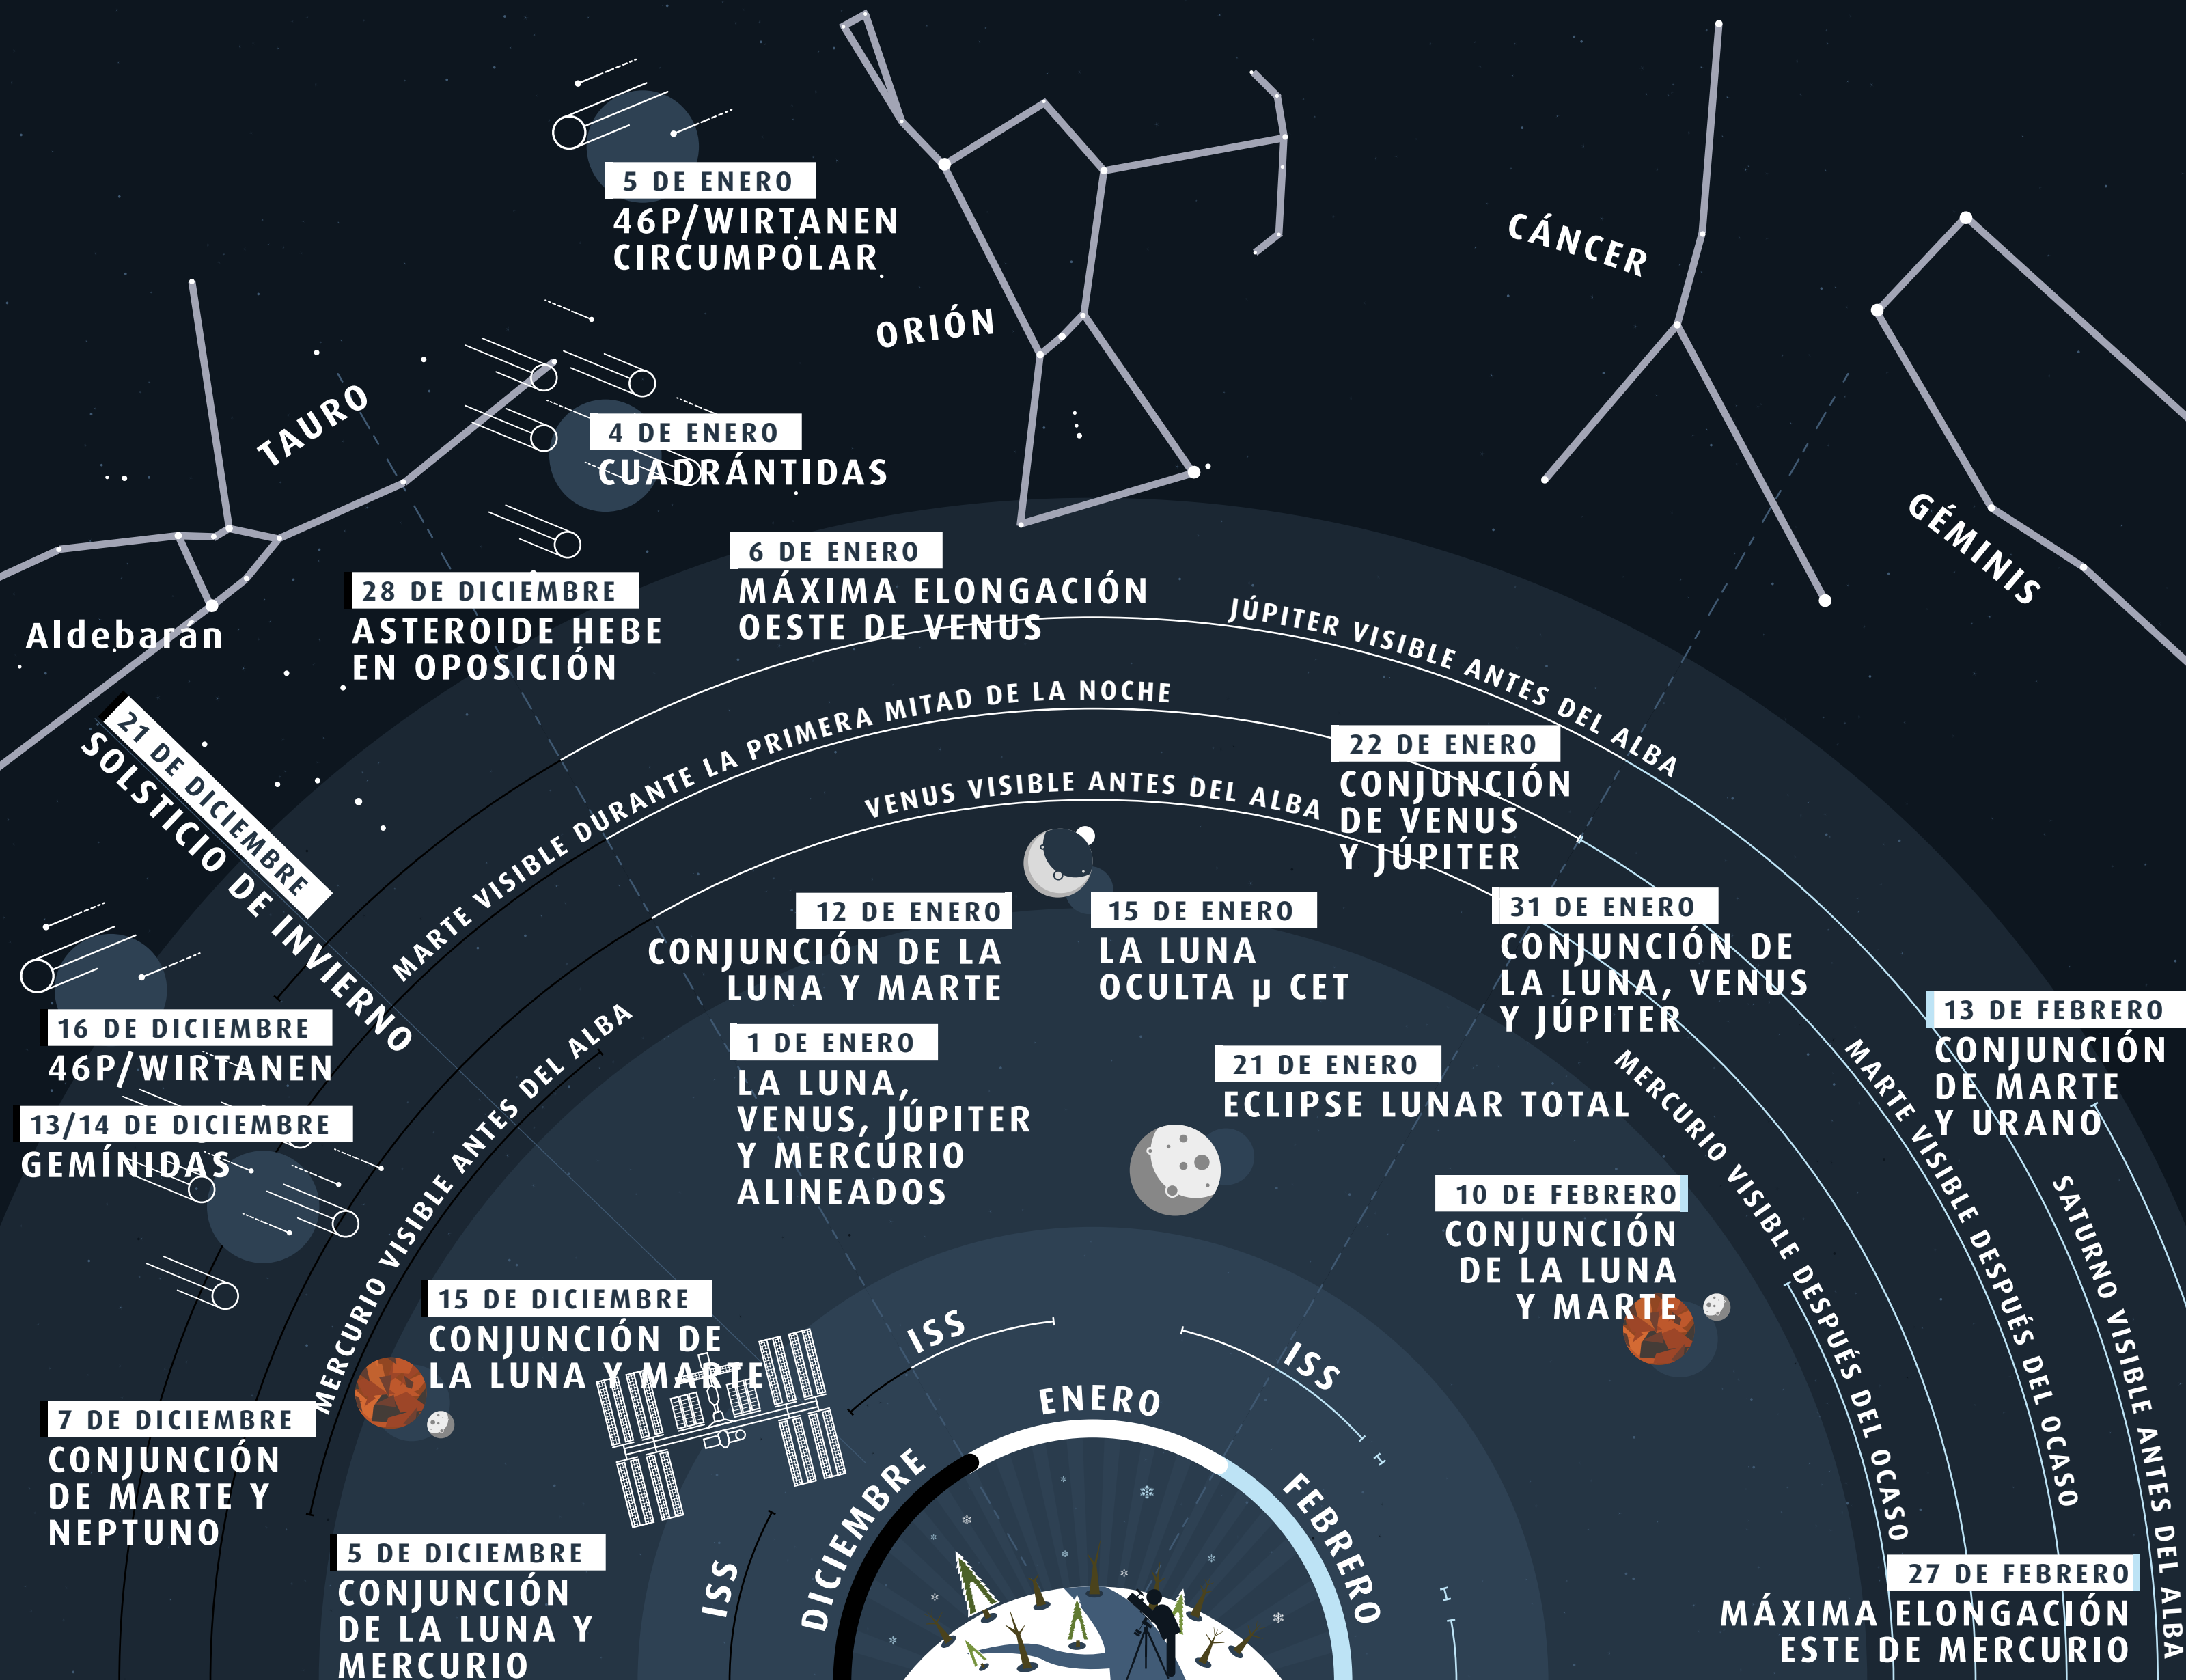 5 DE ENERO
46P/WIRTANEN
CIRCUMPOLAR
CÁNCER
ORIÓN
TAURO
4 DE ENERO
CUADRÁNTIDAS
GÉMINIS
6 DE ENERO
MÁXIMA ELONGACIÓN
OESTE DE VENUS
28 DE DICIEMBRE
ASTEROIDE HEBE
EN OPOSICIÓN
Aldebarán
JÚPITER VISIBLE ANTES DEL ALBA
MARTE VISIBLE DURANTE LA PRIMERA MITAD DE LA NOCHE
VENUS VISIBLE ANTES DEL ALBA
21 DE DICIEMBRE
SOLSTICIO DE INVIERNO
22 DE ENERO
CONJUNCIÓN
DE VENUS
Y JÚPITER
12 DE ENERO
CONJUNCIÓN DE LA
LUNA Y MARTE
15 DE ENERO
LA LUNA
OCULTA µ CET
31 DE ENERO
CONJUNCIÓN DE
LA LUNA, VENUS
Y JÚPITER
16 DE DICIEMBRE
46P/WIRTANEN
13/14 DE DICIEMBRE
GEMÍNIDAS
MERCURIO VISIBLE ANTES DEL ALBA
1 DE ENERO
LA LUNA,
VENUS, JÚPITER
Y MERCURIO
ALINEADOS
21 DE ENERO
ECLIPSE LUNAR TOTAL
13 DE FEBRERO
CONJUNCIÓN
DE MARTE
Y URANO
MERCURIO VISIBLE DESPUÉS DEL OCASO
MARTE VISIBLE DESPUÉS DEL OCASO
SATURNO VISIBLE ANTES DEL ALBA
10 DE FEBRERO
CONJUNCIÓN
DE LA LUNA
Y MARTE
15 DE DICIEMBRE
CONJUNCIÓN DE
LA LUNA Y MARTE
7 DE DICIEMBRE
CONJUNCIÓN
DE MARTE Y
NEPTUNO
5 DE DICIEMBRE
CONJUNCIÓN
DE LA LUNA Y
MERCURIO
ISS
ISS
ISS
DICIEMBRE
ENERO
FEBRERO
27 DE FEBRERO
MÁXIMA ELONGACIÓN
ESTE DE MERCURIO